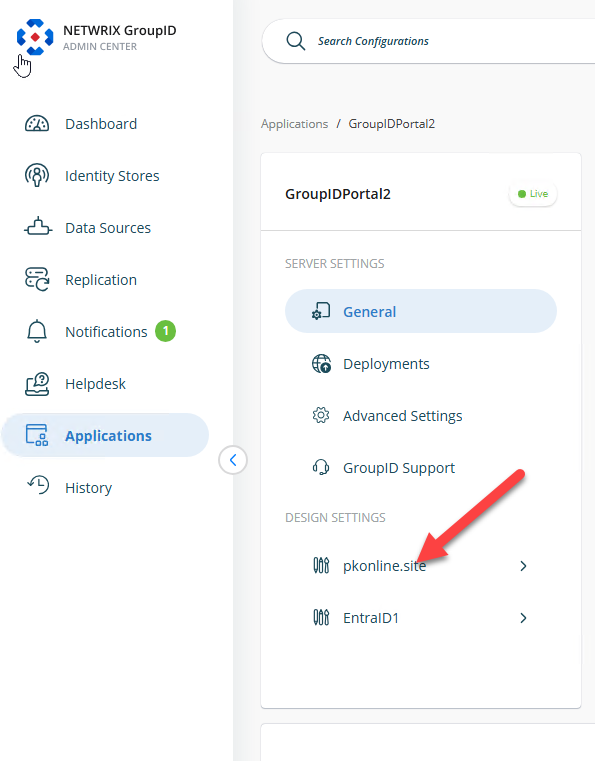 NETWRIX GroupID
ADMIN CENTER
Dashboard
Identity Stores
Data Sources
Replication
Notifications 1
Helpdesk
Applications
History
Search Configurations
Applications / GroupIDPortal2
GroupIDPortal2
Live
SERVER SETTINGS
General
Deployments
Advanced Settings
GroupID Support
DESIGN SETTINGS
pkonline.site
EntraID1